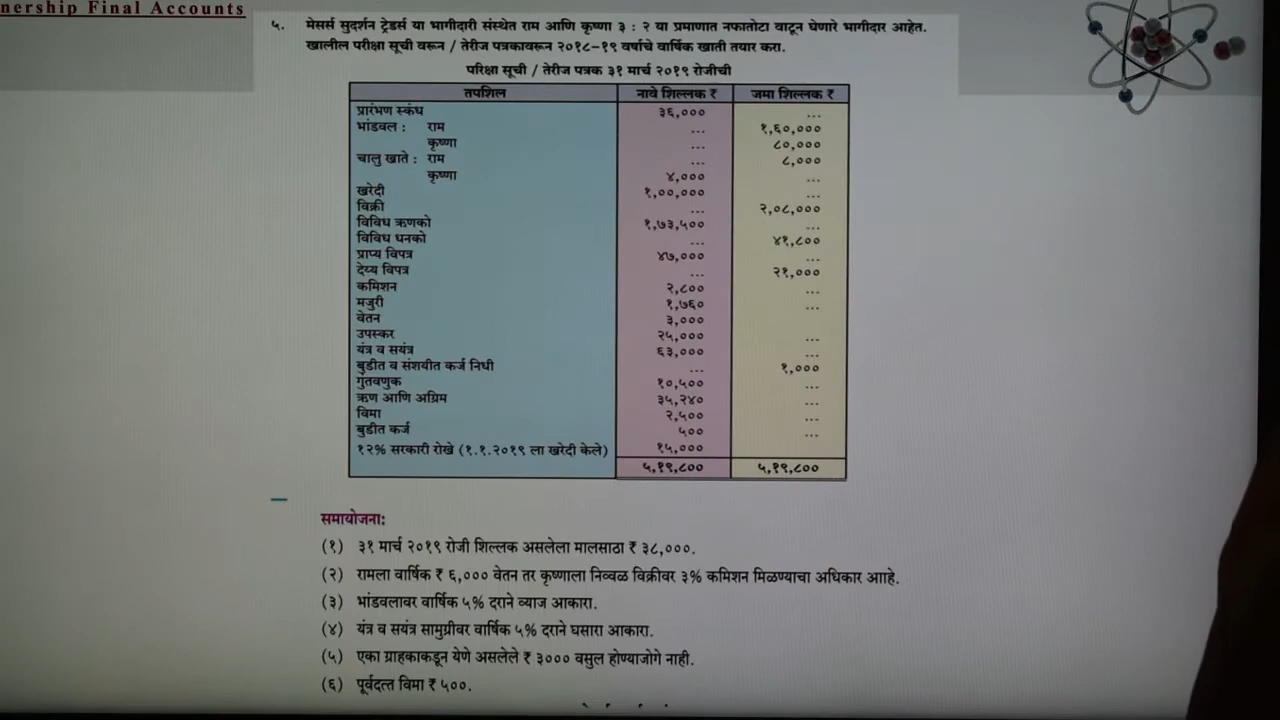 nership Final Accounts
५. मेसर्स सुदर्शन ट्रेडर्स या भागीदारी संस्थेत राम आणि कृष्णा ३ : २ या प्रमाणात नफातोटा वाटून घेणारे भागीदार आहेत.
खालील परीक्षा सूची वरून / तेरीज पत्रकावरून २०१८-१९ वर्षाचे वार्षिक खाती तयार करा.
परिक्षा सूची / तेरीज पत्रक ३१ मार्च २०१९ रोजीची
तपशिल नावे शिल्लक ₹ जमा शिल्लक ₹
प्रारंभण स्कंध ३६,००० ...
भांडवल : राम ... १,६०,०००
कृष्णा ... ८०,०००
चालु खाते : राम ... ८,०००
कृष्णा ४,००० ...
खरेदी १,००,००० ...
विक्री ... २,०८,०००
विविध ऋणको १,७३,५०० ...
विविध धनको ... ४१,८००
प्राप्य विपत्र ४७,००० ...
देय्य विपत्र ... २१,०००
कमिशन २,८०० ...
मजुरी १,७६० ...
वेतन ३,०००
उपस्कर २५,००० ...
यंत्र व सयंत्र ६३,००० ...
बुडीत व संशयीत कर्ज निधी ... १,०००
गुंतवणुक १०,५०० ...
ऋण आणि अग्रिम ३५,२४० ...
विमा २,५०० ...
बुडीत कर्ज ५०० ...
१२% सरकारी रोखे (१.१.२०१९ ला खरेदी केले) १५,०००
५,१९,८०० ५,१९,८००
समायोजना:
(१) ३१ मार्च २०१९ रोजी शिल्लक असलेला मालसाठा ₹ ३८,०००.
(२) रामला वार्षिक ₹ ६,००० वेतन तर कृष्णाला निव्वळ विक्रीवर ३% कमिशन मिळण्याचा अधिकार आाहे.
(३) भांडवलावर वार्षिक ५% दराने व्याज आकारा.
(४) यंत्र व सयंत्र सामुग्रीवर वार्षिक ५% दराने घसारा आकारा.
(५) एका ग्राहकाकडून येणे असलेले ₹ ३००० वसुल होण्याजोगे नाही.
(६) पूर्वदत्त विमा ₹ ५००.